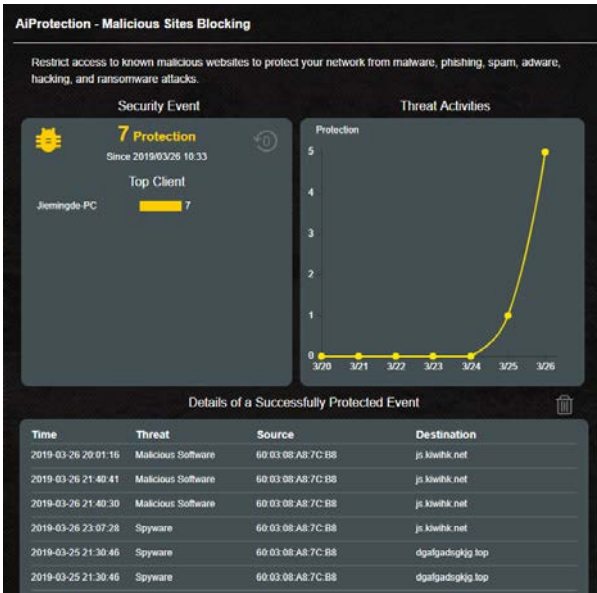 AiProtection - Malicious Sites Blocking
Restrict access to known malicious websites to protect your network from malware, phishing, spam, adware,
hacking, and ransomware attacks.
Security Event
7 Protection
Since 2019/03/26 10:33
Top Client
Jiemingde-PC 7
Threat Activities
Protection
5
4
3
2
1
0
3/20 3/21 3/22 3/23 3/24 3/25 3/26
Details of a Successfully Protected Event
Time Threat Source Destination
2019-03-26 20:01:16 Malicious Software 60:03:08:A8:7C:B8 js.kiwihk.net
2019-03-26 21:40:41 Malicious Software 60:03:08:A8:7C:B8 js.kiwihk.net
2019-03-26 21:40:30 Malicious Software 60:03:08:A8:7C:B8 js.kiwihk.net
2019-03-26 23:07:28 Spyware 60:03:08:A8:7C:B8 js.kiwihk.net
2019-03-25 21:30:46 Spyware 60:03:08:A8:7C:B8 dgafgadsgkjg.top
2019-03-25 21:30:46 Spyware 60:03:08:A8:7C:B8 dgafgadsgkjg.top